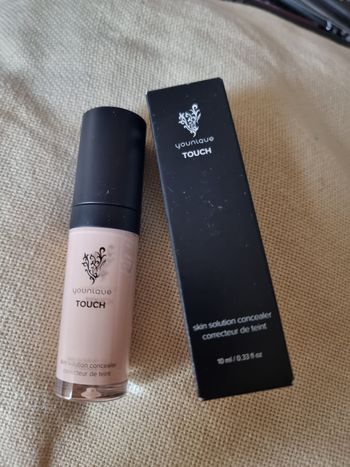 younique
TOUCH
skin solution concealer
correcteur de teint
younique
TOUCH
skin solution concealer
correcteur de teint
10 ml / 0.33 fl oz